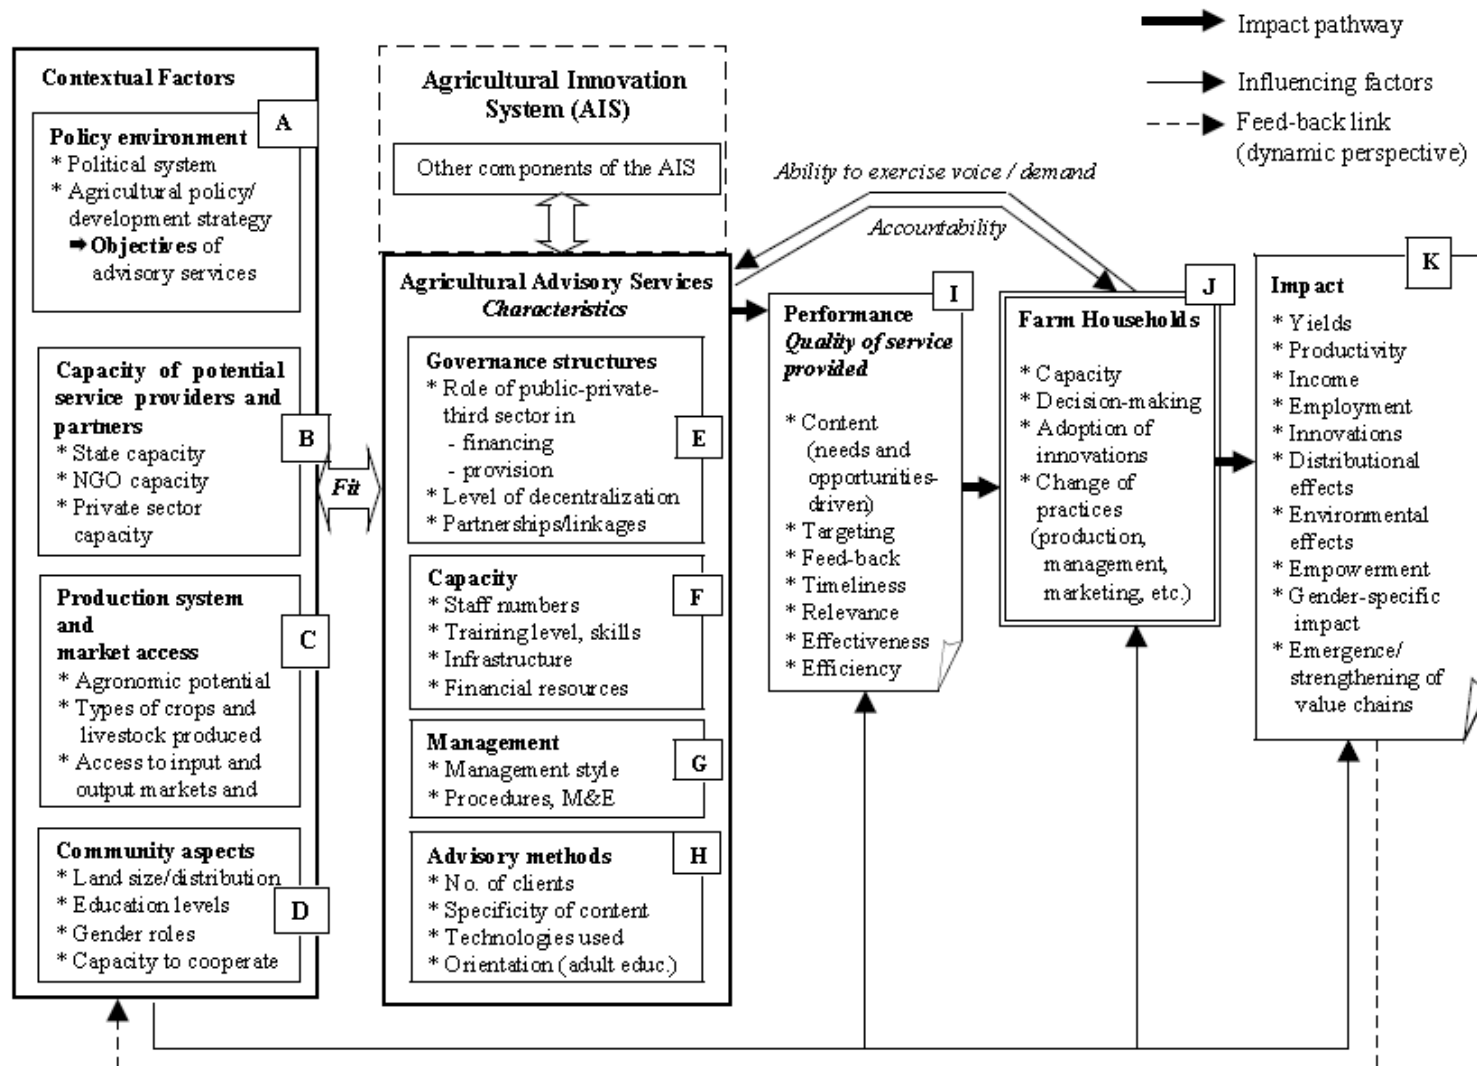 Impact pathway
Influencing factors
Feed-back link
(dynamic perspective)
Contextual Factors
A
Policy environment
* Political system
* Agricultural policy/
development strategy
➡ Objectives of
advisory services
Capacity of potential
service providers and
partners
B
* State capacity
* NGO capacity
* Private sector
capacity
Production system
and
market access
C
* Agronomic potential
* Types of crops and
livestock produced
* Access to input and
output markets and
Community aspects
* Land size/distribution
* Education levels
D
* Gender roles
* Capacity to cooperate
Fit
Agricultural Innovation
System (AIS)
Other components of the AIS
Agricultural Advisory Services
Characteristics
Governance structures
* Role of public-private-
third sector in
- financing
- provision
E
* Level of decentralization
* Partnerships/linkages
Capacity
F
* Staff numbers
* Training level, skills
* Infrastructure
* Financial resources
Management
G
* Management style
* Procedures, M&E
Advisory methods
H
* No. of clients
* Specificity of content
* Technologies used
* Orientation (adult educ.)
Ability to exercise voice / demand
Accountability
I
Performance
Quality of service
provided
* Content
(needs and
opportunities-
driven)
* Targeting
* Feed-back
* Timeliness
* Relevance
* Effectiveness
* Efficiency
J
Farm Households
* Capacity
* Decision-making
* Adoption of
innovations
* Change of
practices
(production,
management,
marketing, etc.)
K
Impact
* Yields
* Productivity
* Income
* Employment
* Innovations
* Distributional
effects
* Environmental
effects
* Empowerment
* Gender-specific
impact
* Emergence/
strengthening of
value chains